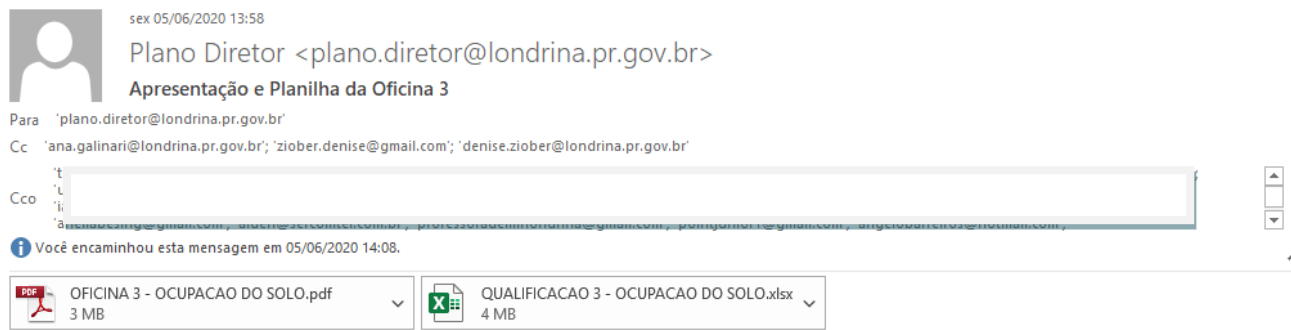 sex 05/06/2020 13:58
Plano Diretor <plano.diretor@londrina.pr.gov.br>
Apresentação e Planilha da Oficina 3
Para 'plano.diretor@londrina.pr.gov.br'
Cc 'ana.galinari@londrina.pr.gov.br'; 'ziober.denise@gmail.com'; 'denise.ziober@londrina.pr.gov.br'
Cco
Você encaminhou esta mensagem em 05/06/2020 14:08.
PDF OFICINA 3 - OCUPACAO DO SOLO.pdf QUALIFICACAO 3 - OCUPACAO DO SOLO.xlsx
3 MB 4 MB